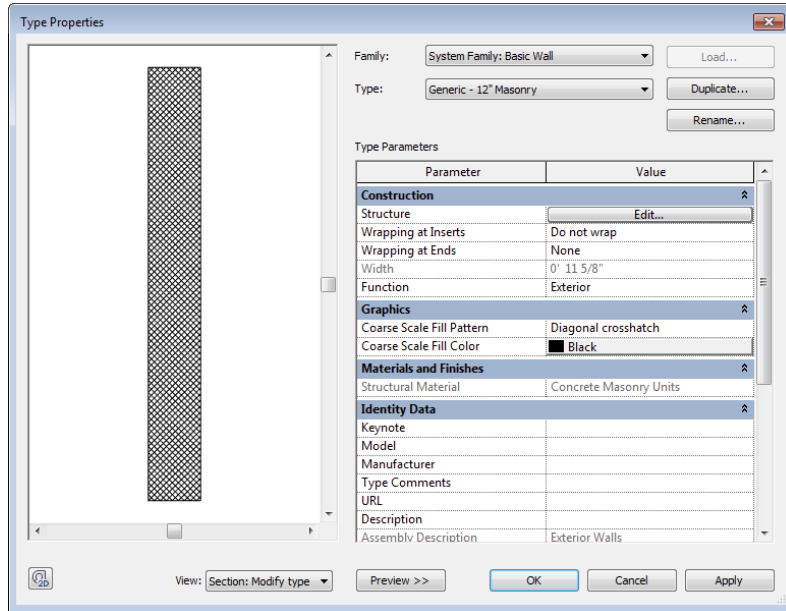 Type Properties
Family: System Family: Basic Wall Load...
Type: Generic - 12" Masonry Duplicate...
Rename...
Type Parameters
Parameter Value
Construction
Structure Edit...
Wrapping at Inserts Do not wrap
Wrapping at Ends None
Width 0' 11 5/8"
Function Exterior
Graphics
Coarse Scale Fill Pattern Diagonal crosshatch
Coarse Scale Fill Color Black
Materials and Finishes
Structural Material Concrete Masonry Units
Identity Data
Keynote
Model
Manufacturer
Type Comments
URL
Description
Assembly Description Exterior Walls
2D View: Section: Modify type Preview >> OK Cancel Apply